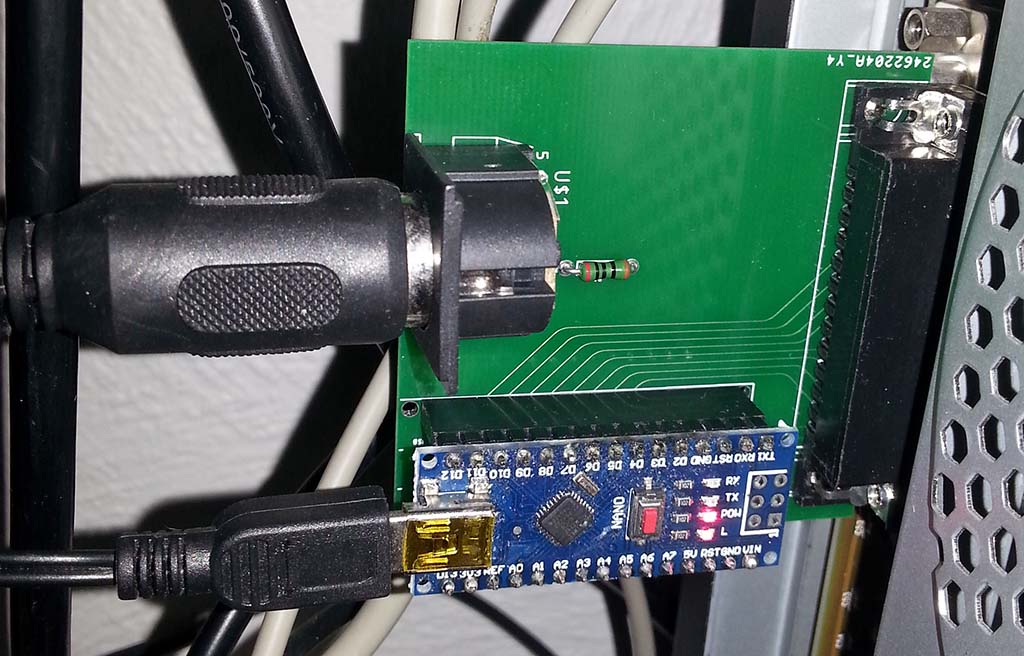 2462204A_Y4
5
U$1
D12 D11 D10 D9 D8 D7 D6 D5 D4 D3 D2 GND RST RX0 TX1
NANO
RX
TX
POW
L
D13 3V3 REF A0 A1 A2 A3 A4 A5 A6 A7 5V RST GND VIN